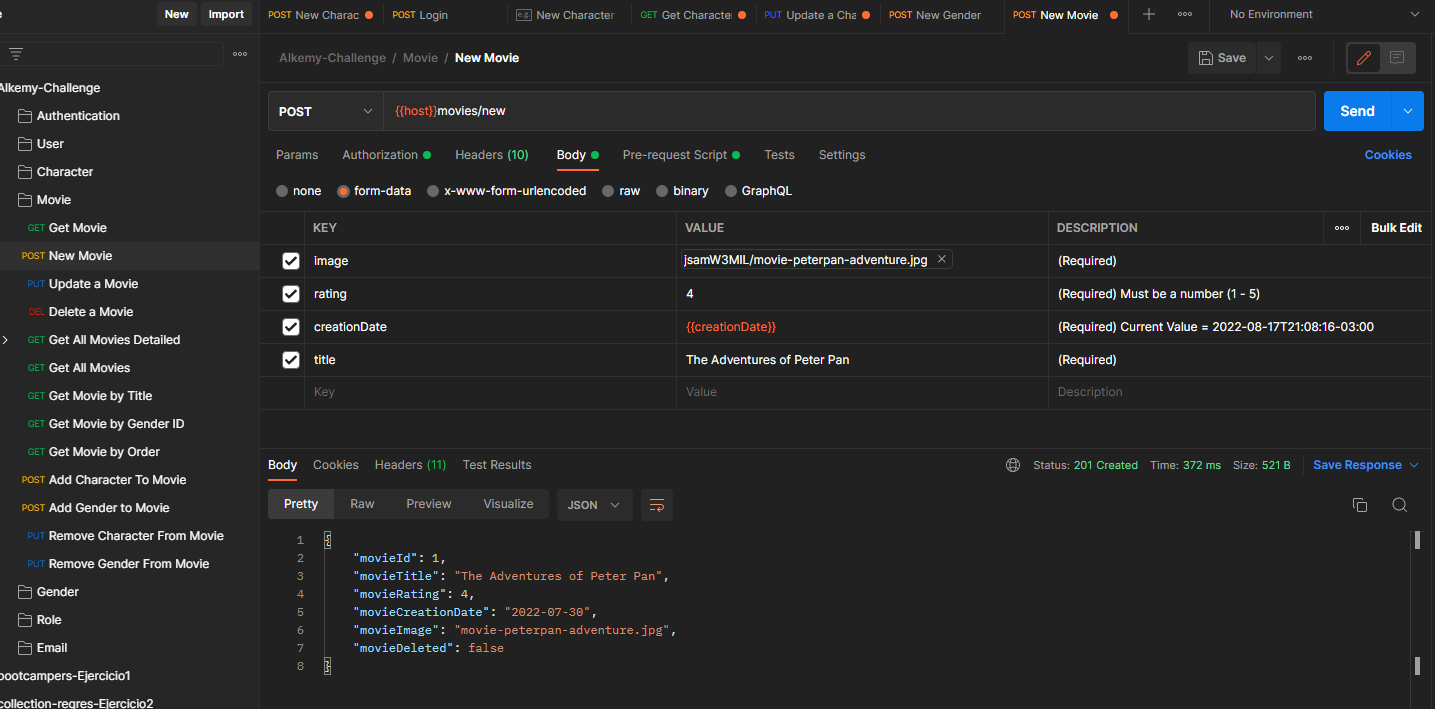 e New Import
POST New Charac POST Login e.g. New Character GET Get Character POST PUT Update a Cha POST New Gender POST New Movie No Environment
Alkemy-Challenge / Movie / New Movie Save
Alkemy-Challenge
Authentication
User
Character
Movie
GET Get Movie
POST New Movie
PUT Update a Movie
DEL Delete a Movie
GET Get All Movies Detailed
GET Get All Movies
GET Get Movie by Title
GET Get Movie by Gender ID
GET Get Movie by Order
POST Add Character To Movie
POST Add Gender to Movie
PUT Remove Character From Movie
PUT Remove Gender From Movie
Gender
Role
Email
bootcampers-Ejercicio1
collection-regres-Ejercicio2
POST {{host}}movies/new Send
Params Authorization Headers (10) Body Pre-request Script Tests Settings Cookies
none form-data x-www-form-urlencoded raw binary GraphQL
KEY VALUE DESCRIPTION Bulk Edit
image jsamW3MIL/movie-peterpan-adventure.jpg (Required)
rating 4 (Required) Must be a number (1 - 5)
creationDate {{creationDate}} (Required) Current Value = 2022-08-17T21:08:16-03:00
title The Adventures of Peter Pan (Required)
Key Value Description
Body Cookies Headers (11) Test Results Status: 201 Created Time: 372 ms Size: 521 B Save Response
Pretty Raw Preview Visualize JSON
1 {
2 "movieId": 1,
3 "movieTitle": "The Adventures of Peter Pan",
4 "movieRating": 4,
5 "movieCreationDate": "2022-07-30",
6 "movieImage": "movie-peterpan-adventure.jpg",
7 "movieDeleted": false
8 }